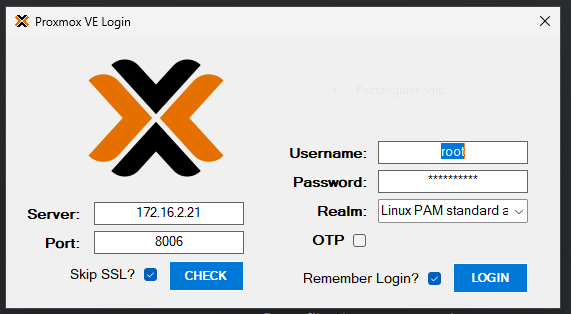 Proxmox VE Login
Rectangular Snip
Username: root
Password: **********
Server: 172.16.2.21
Realm: Linux PAM standard a
Port: 8006
OTP
Skip SSL? CHECK
Remember Login? LOGIN